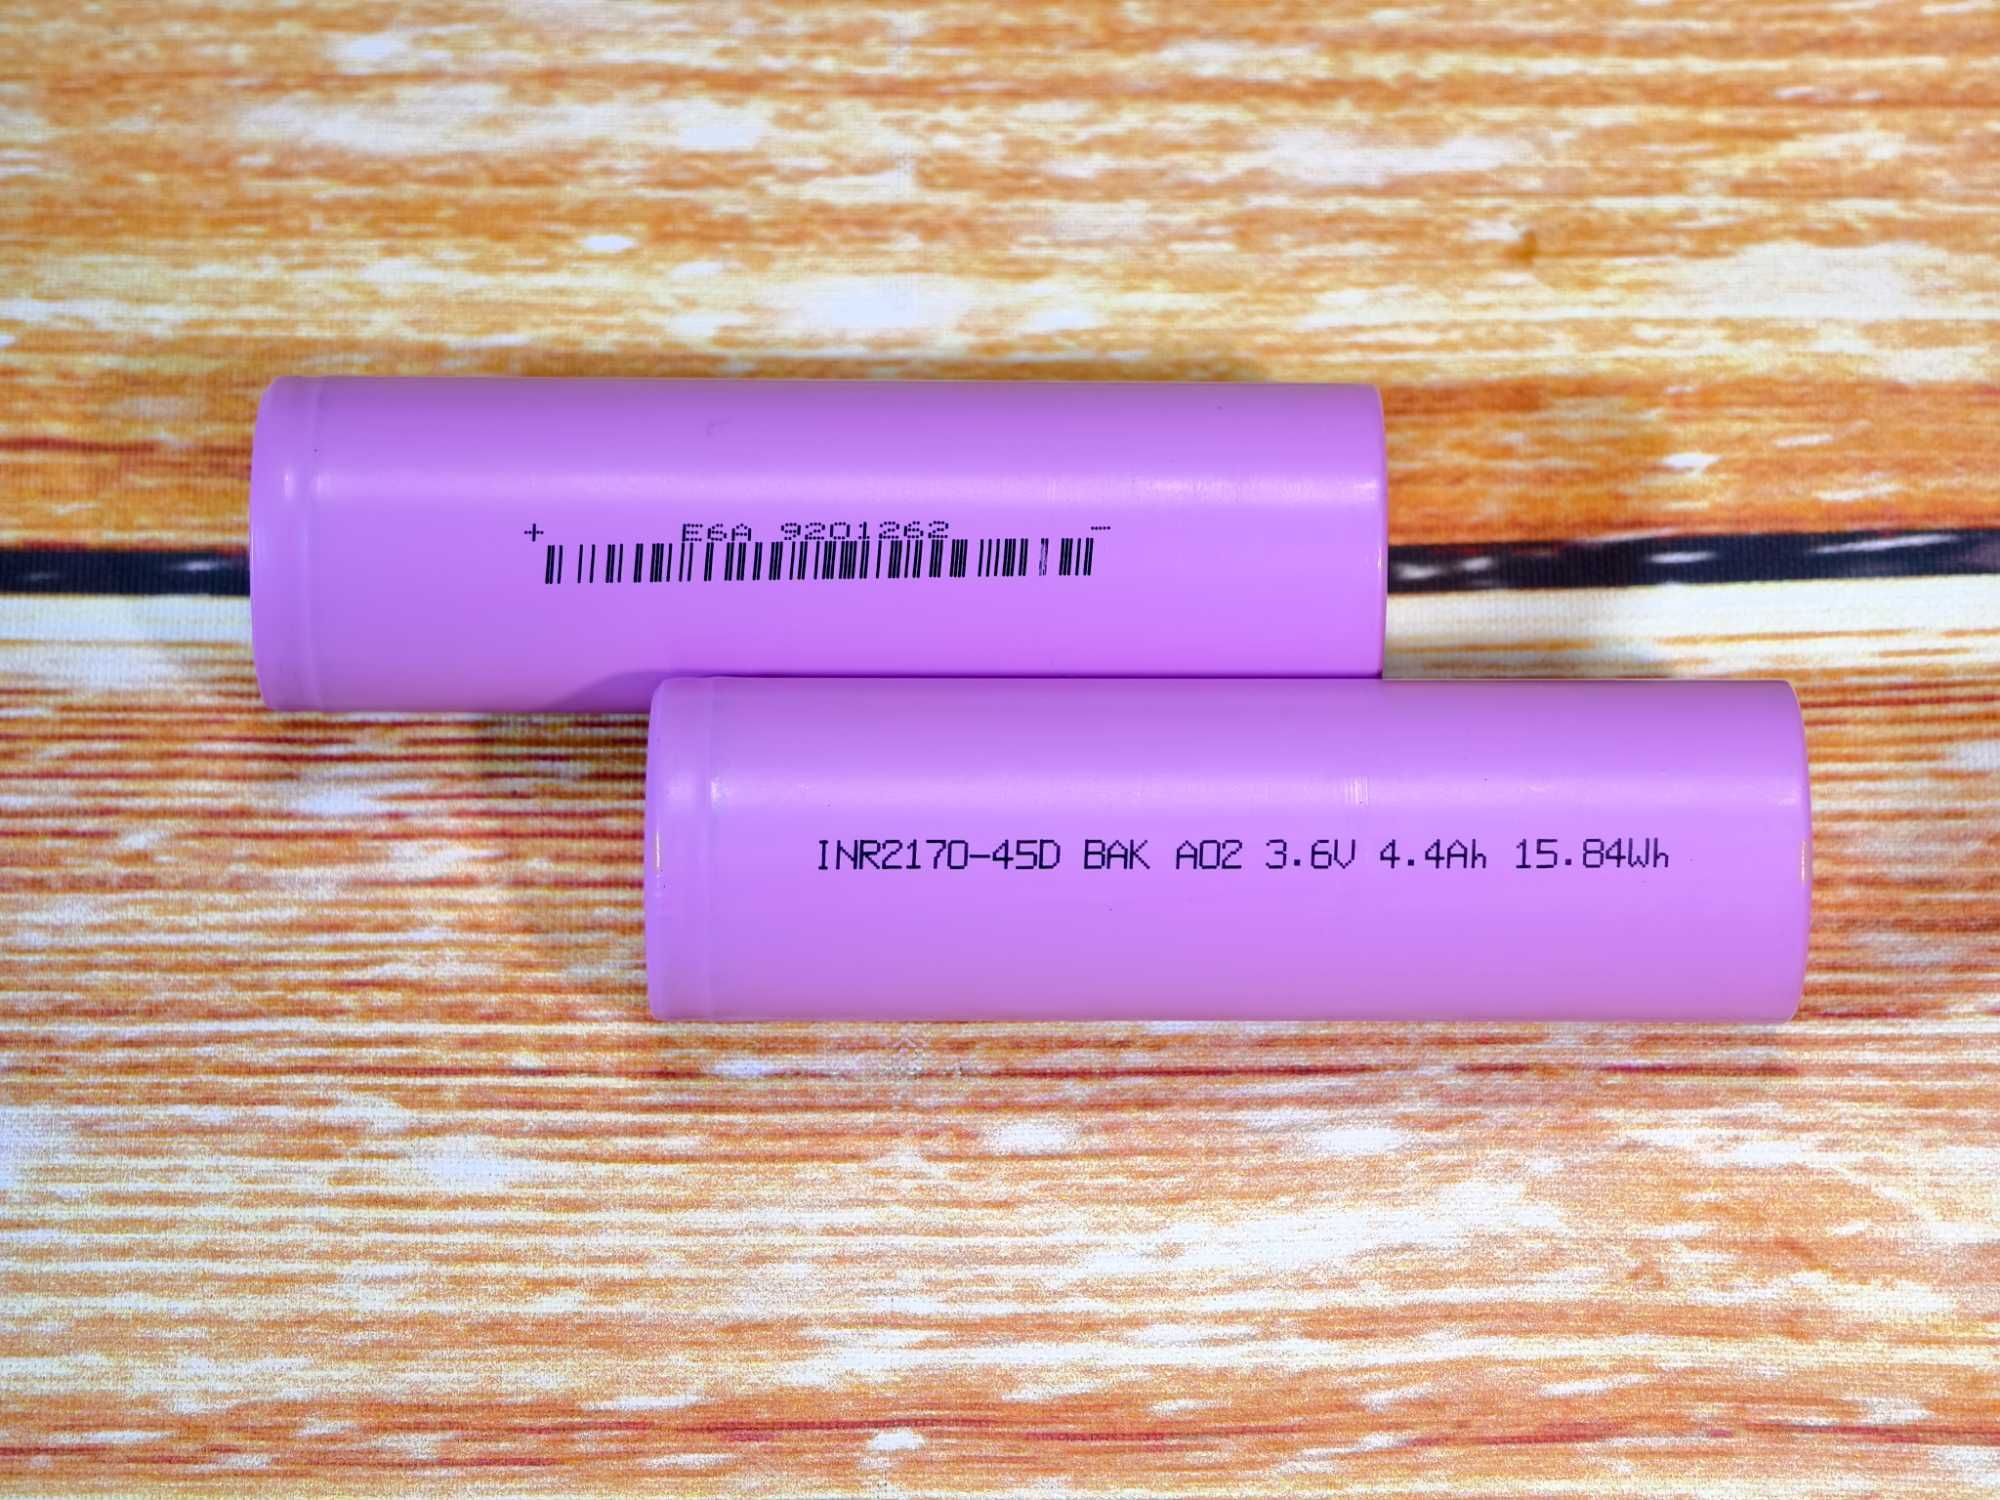 + E6A 9201262 -
INR2170-45D BAK A02 3.6V 4.4Ah 15.84Wh